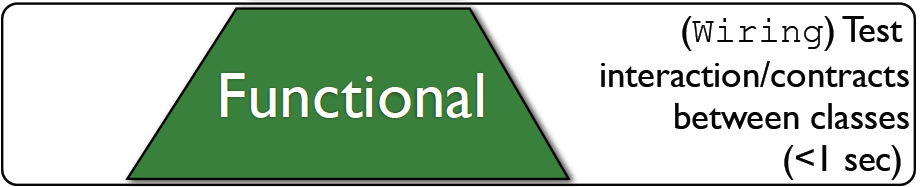 Functional
(Wiring) Test
interaction/contracts
between classes
(<1 sec)